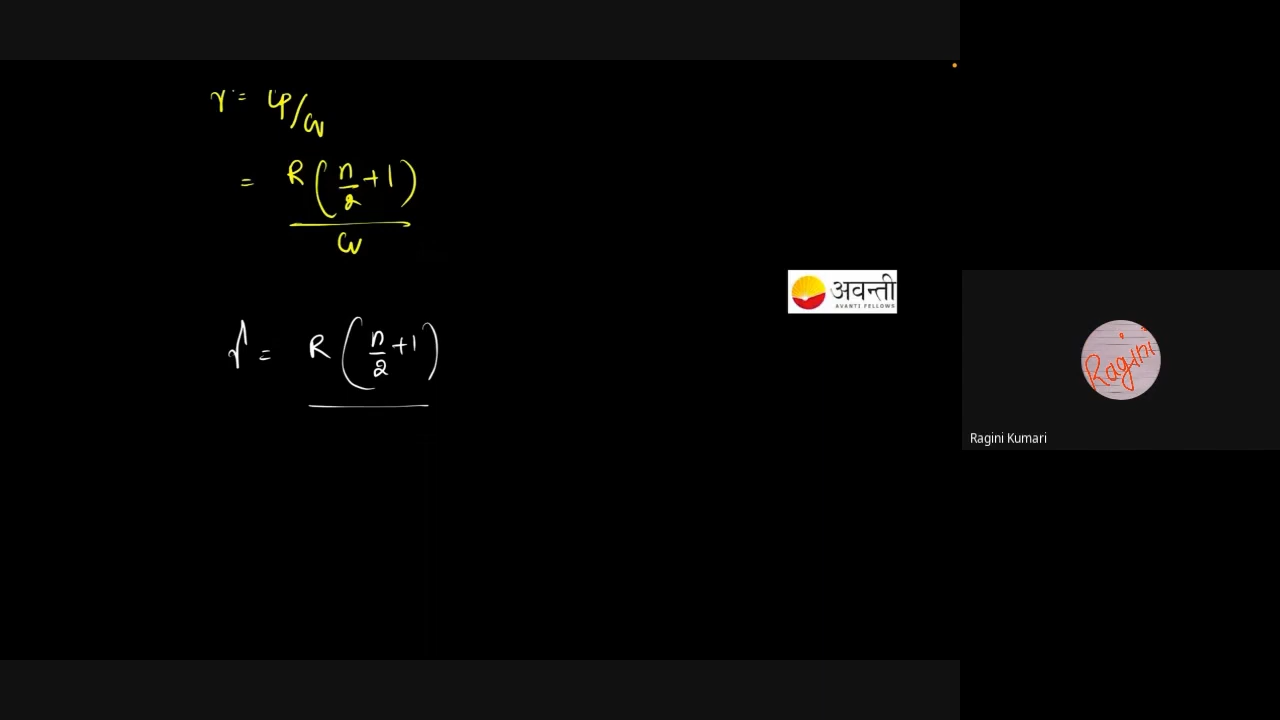 γ = Cp/Cv
= R(n/2 + 1)
Cv
γ = R(n/2 + 1)
अवन्ती
AVANTI FELLOWS
Ragini
Ragini Kumari